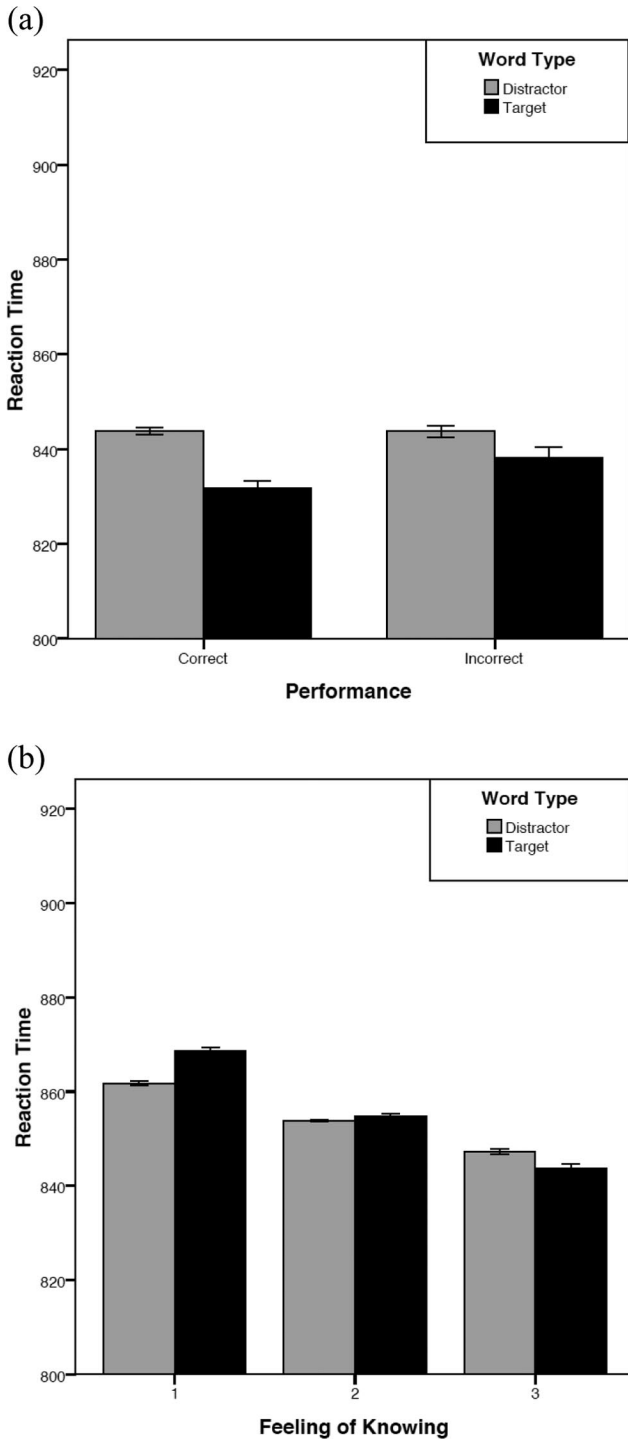 (a)
Word Type
Distractor
Target
Reaction Time
920
900
880
860
840
820
800
Correct
Incorrect
Performance
(b)
Word Type
Distractor
Target
Reaction Time
920
900
880
860
840
820
800
1
2
3
Feeling of Knowing